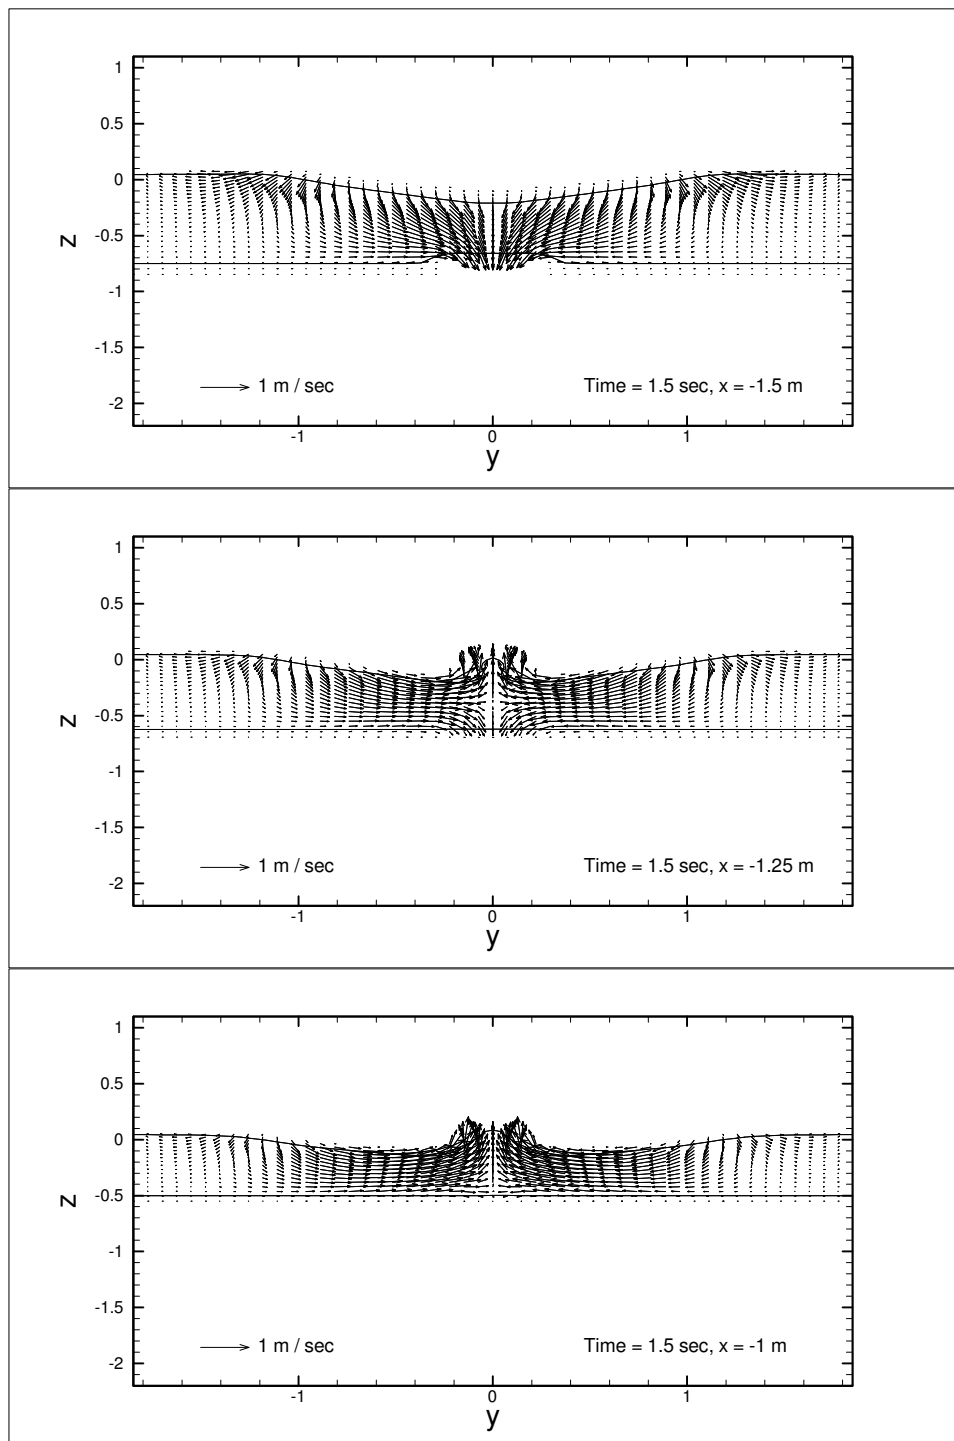 1
0.5
0
z
-0.5
-1
-1.5
1 m / sec
Time = 1.5 sec, x = -1.5 m
-2
-1
0
1
y
1
0.5
0
z
-0.5
-1
-1.5
1 m / sec
Time = 1.5 sec, x = -1.25 m
-2
-1
0
1
y
1
0.5
0
z
-0.5
-1
-1.5
1 m / sec
Time = 1.5 sec, x = -1 m
-2
-1
0
1
y